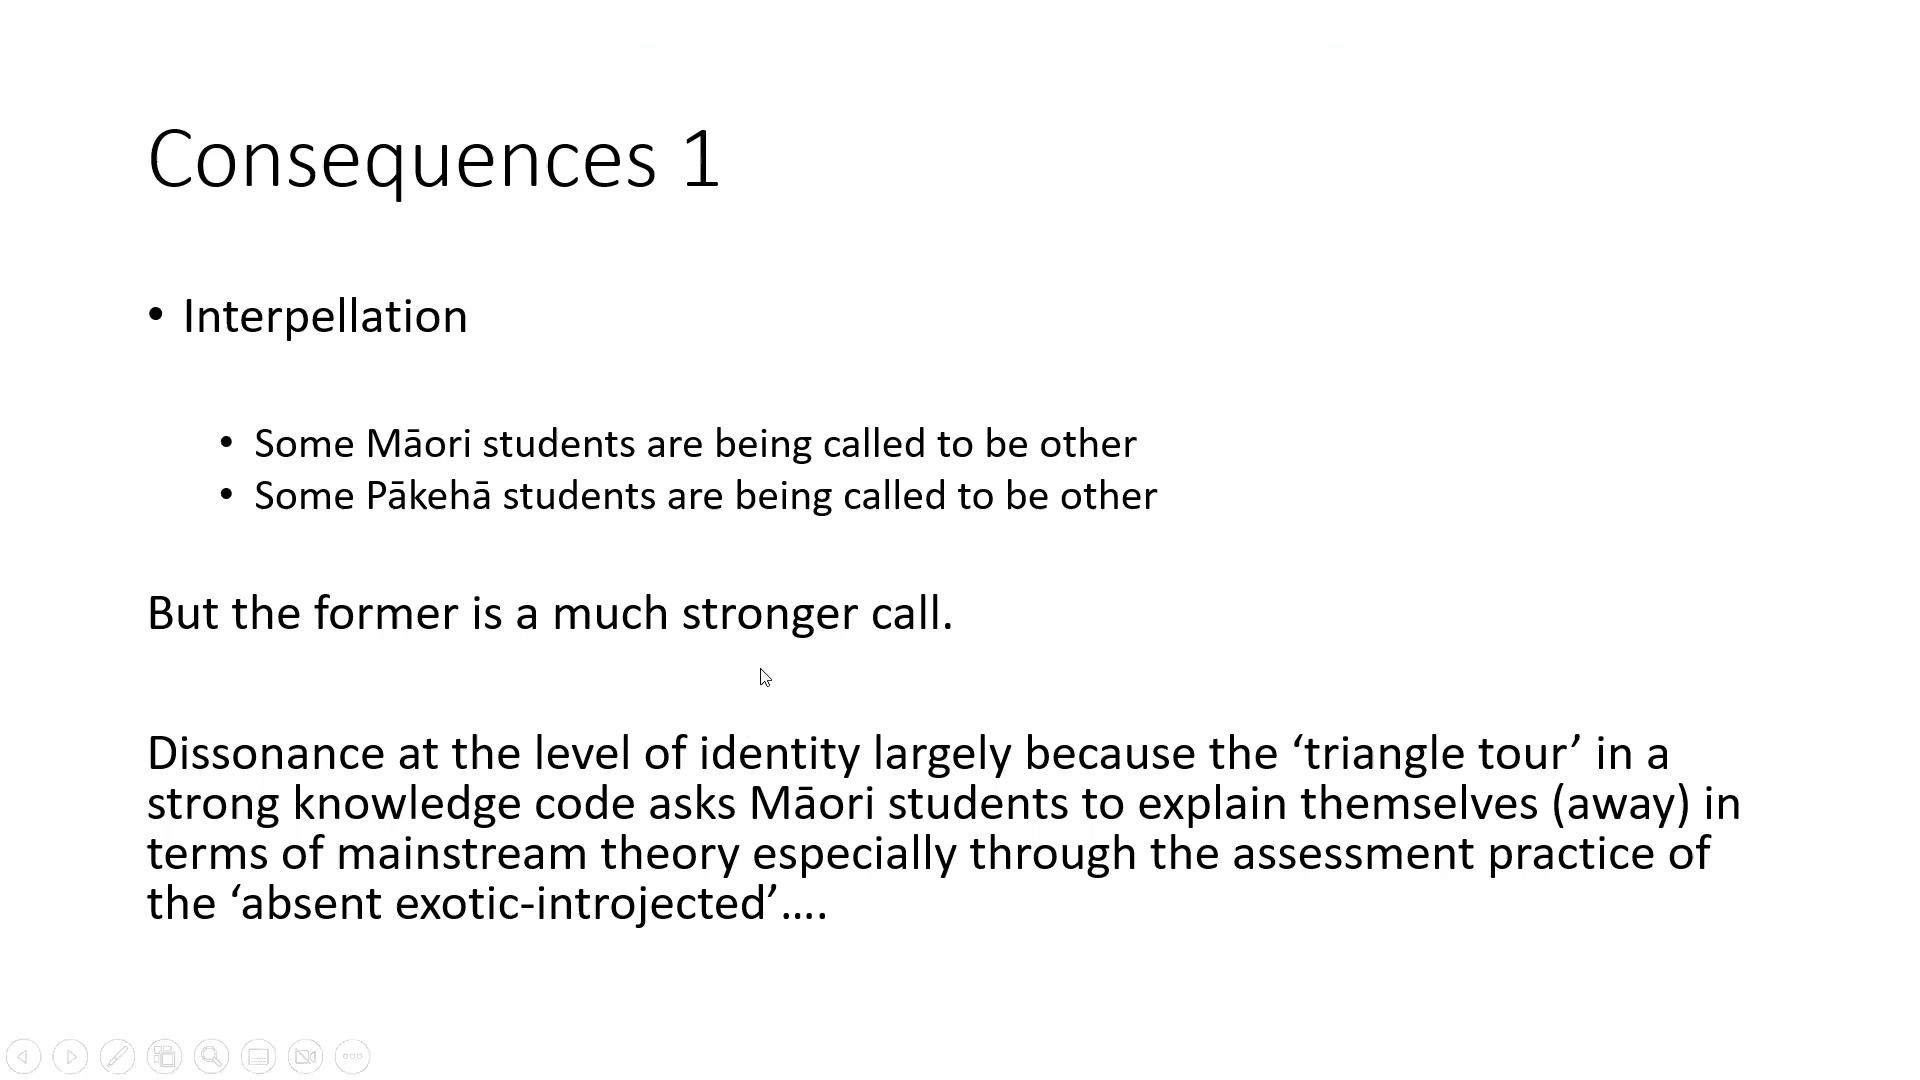 Consequences 1
• Interpellation
• Some Māori students are being called to be other
• Some Pākehā students are being called to be other
But the former is a much stronger call.
Dissonance at the level of identity largely because the ‘triangle tour’ in a
strong knowledge code asks Māori students to explain themselves (away) in
terms of mainstream theory especially through the assessment practice of
the ‘absent exotic-introjected’….